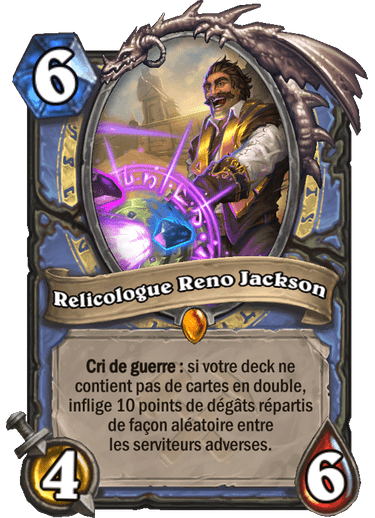 6
Relicologue Reno Jackson
Cri de guerre : si votre deck ne
contient pas de cartes en double,
inflige 10 points de dégâts répartis
de façon aléatoire entre
les serviteurs adverses.
4
6